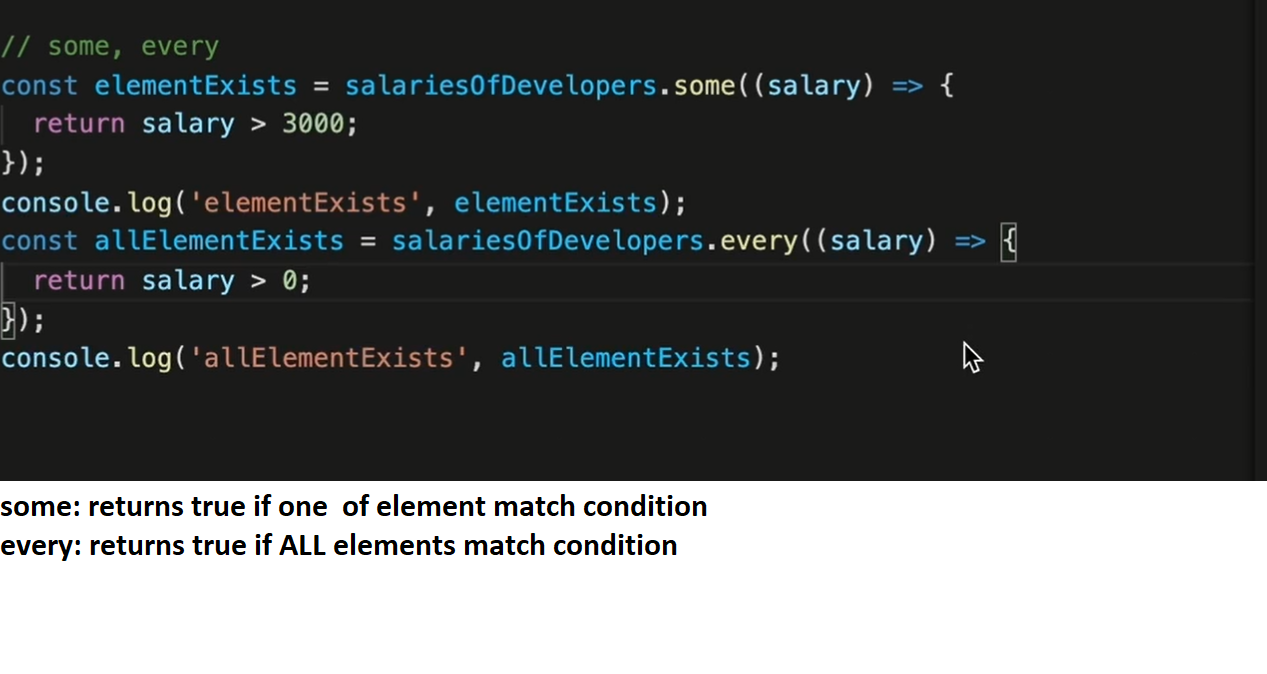 // some, every
const elementExists = salariesOfDevelopers.some((salary) => {
  return salary > 3000;
});
console.log('elementExists', elementExists);
const allElementExists = salariesOfDevelopers.every((salary) => {
  return salary > 0;
});
console.log('allElementExists', allElementExists);
some: returns true if one  of element match condition
every: returns true if ALL elements match condition